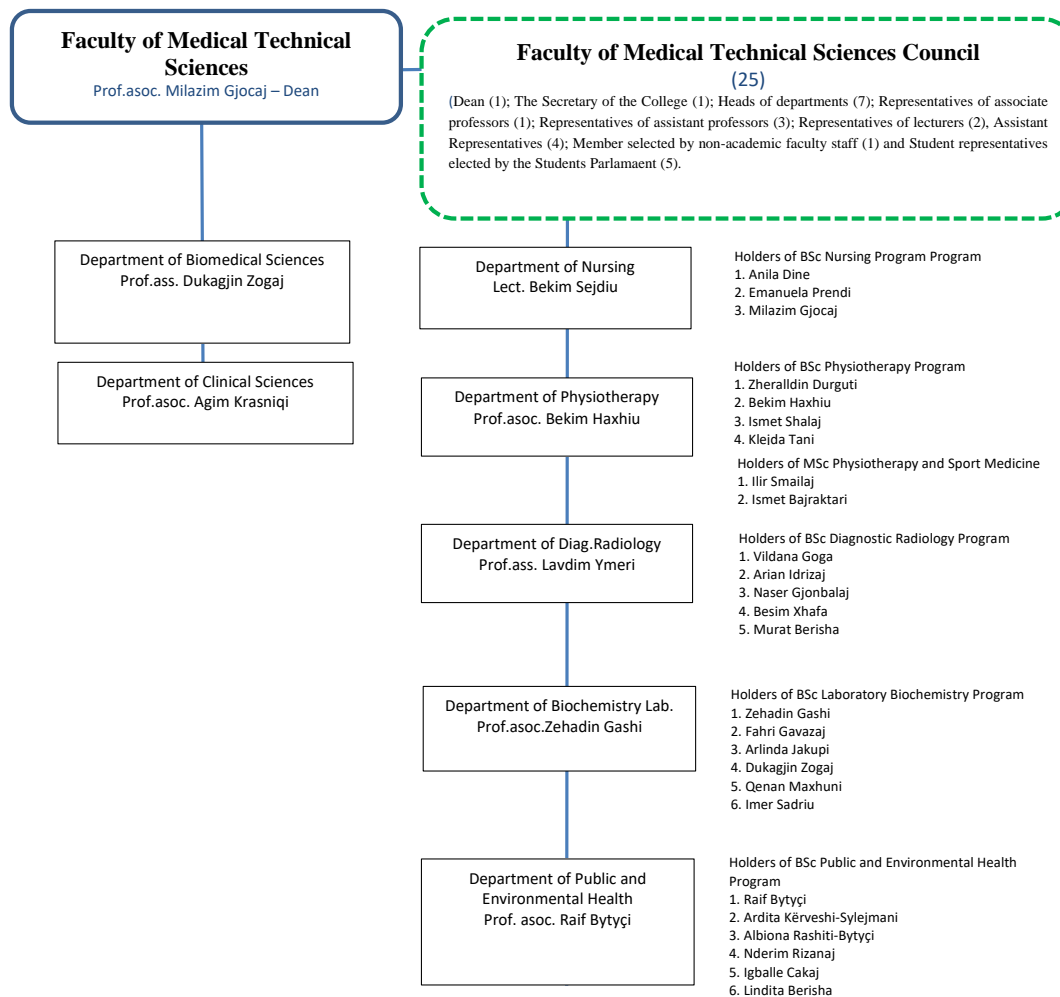 Faculty of Medical Technical
Sciences
Prof.asoc. Milazim Gjocaj – Dean
Faculty of Medical Technical Sciences Council
(25)
(Dean (1); The Secretary of the College (1); Heads of departments (7); Representatives of associate
professors (1); Representatives of assistant professors (3); Representatives of lecturers (2), Assistant
Representatives (4); Member selected by non-academic faculty staff (1) and Student representatives
elected by the Students Parlamaent (5).
Department of Biomedical Sciences
Prof.ass. Dukagjin Zogaj
Department of Clinical Sciences
Prof.asoc. Agim Krasniqi
Department of Nursing
Lect. Bekim Sejdiu
Holders of BSc Nursing Program Program
1. Anila Dine
2. Emanuela Prendi
3. Milazim Gjocaj
Department of Physiotherapy
Prof.asoc. Bekim Haxhiu
Holders of BSc Physiotherapy Program
1. Zheralldin Durguti
2. Bekim Haxhiu
3. Ismet Shalaj
4. Klejda Tani
Holders of MSc Physiotherapy and Sport Medicine
1. Ilir Smailaj
2. Ismet Bajraktari
Department of Diag.Radiology
Prof.ass. Lavdim Ymeri
Holders of BSc Diagnostic Radiology Program
1. Vildana Goga
2. Arian Idrizaj
3. Naser Gjonbalaj
4. Besim Xhafa
5. Murat Berisha
Department of Biochemistry Lab.
Prof.asoc.Zehadin Gashi
Holders of BSc Laboratory Biochemistry Program
1. Zehadin Gashi
2. Fahri Gavazaj
3. Arlinda Jakupi
4. Dukagjin Zogaj
5. Qenan Maxhuni
6. Imer Sadriu
Department of Public and
Environmental Health
Prof. asoc. Raif Bytyçi
Holders of BSc Public and Environmental Health
Program
1. Raif Bytyçi
2. Ardita Kërveshi-Sylejmani
3. Albiona Rashiti-Bytyçi
4. Nderim Rizanaj
5. Igballe Cakaj
6. Lindita Berisha